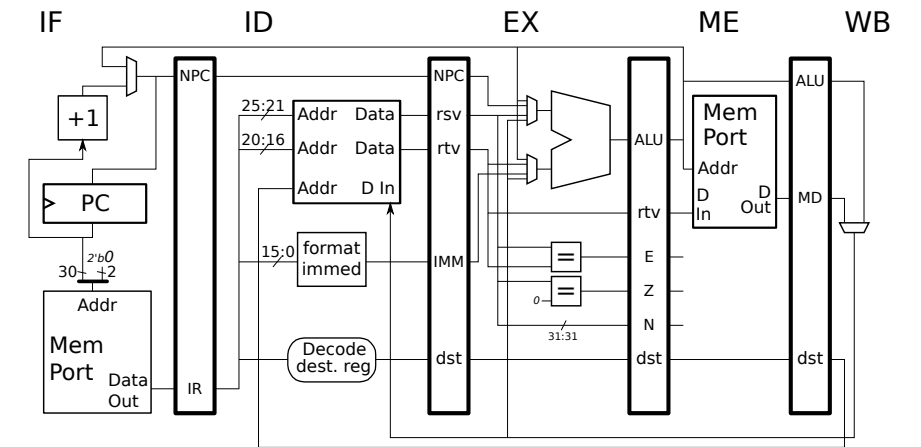 IF ID EX ME WB
NPC NPC ALU
+1
25:21 Addr Data rsv
20:16 Addr Data rtv
Addr D In
PC
ALU
Mem
Port
Addr
D
In
D
Out
MD
rtv
15:0 format
immed IMM
2'b0
30 2
Addr
Mem
Port
Data
Out
= E
= Z
0
N
31:31
Decode
dest. reg
dst dst dst
IR